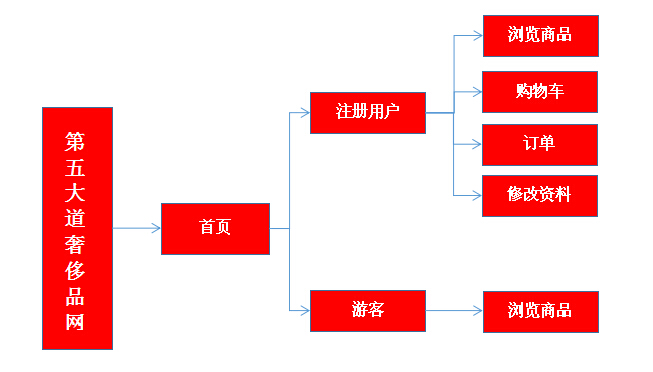 第五大道奢侈品网
首页
注册用户
浏览商品
购物车
订单
修改资料
游客
浏览商品